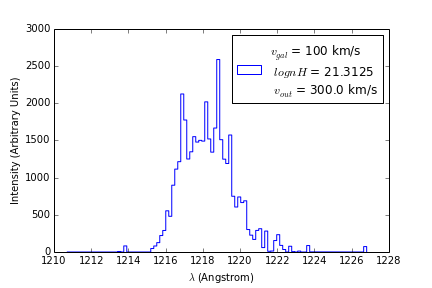 3000
2500
2000
1500
1000
500
0
Intensity (Arbitrary Units)
v_gal = 100 km/s
lognH = 21.3125
v_out = 300.0 km/s
1210 1212 1214 1216 1218 1220 1222 1224 1226 1228
λ (Angstrom)